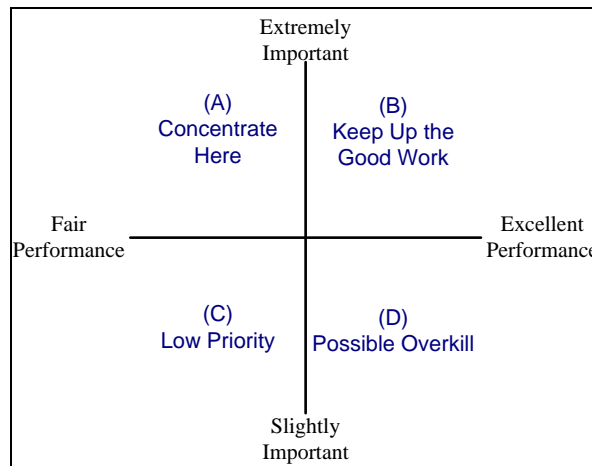 Extremely
Important
(A)
Concentrate
Here
(B)
Keep Up the
Good Work
Fair
Performance
Excellent
Performance
(C)
Low Priority
(D)
Possible Overkill
Slightly
Important